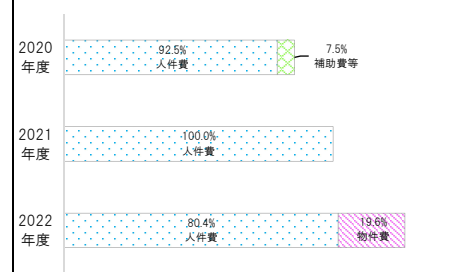 2020
年度
92.5%
人件費
7.5%
補助費等
2021
年度
100.0%
人件費
2022
年度
80.4%
人件費
19.6%
物件費